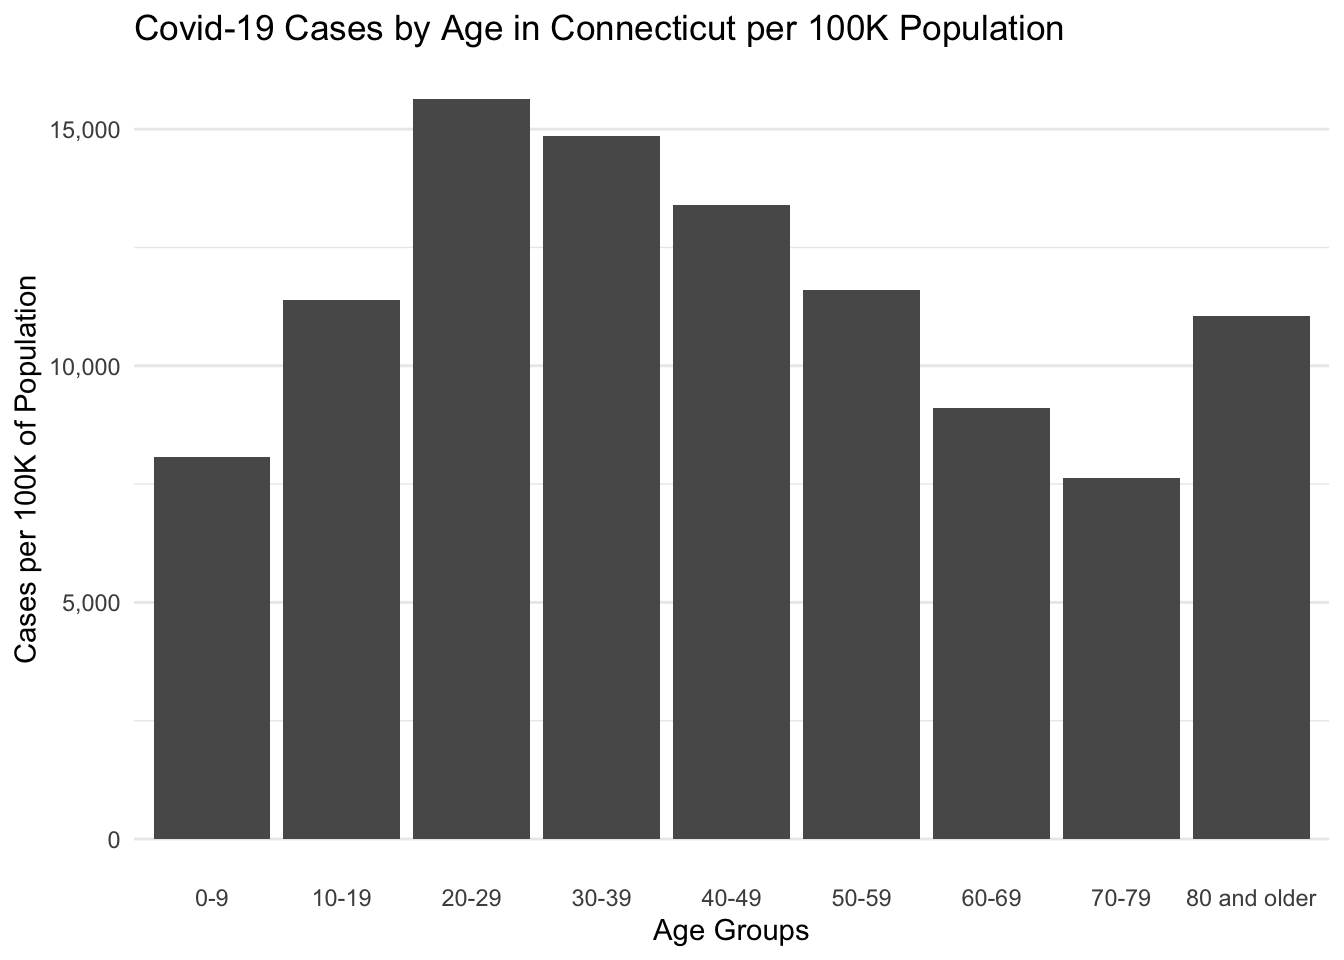 Covid-19 Cases by Age in Connecticut per 100K Population
Cases per 100K of Population
15,000
10,000
5,000
0
0-9 10-19 20-29 30-39 40-49 50-59 60-69 70-79 80 and older
Age Groups